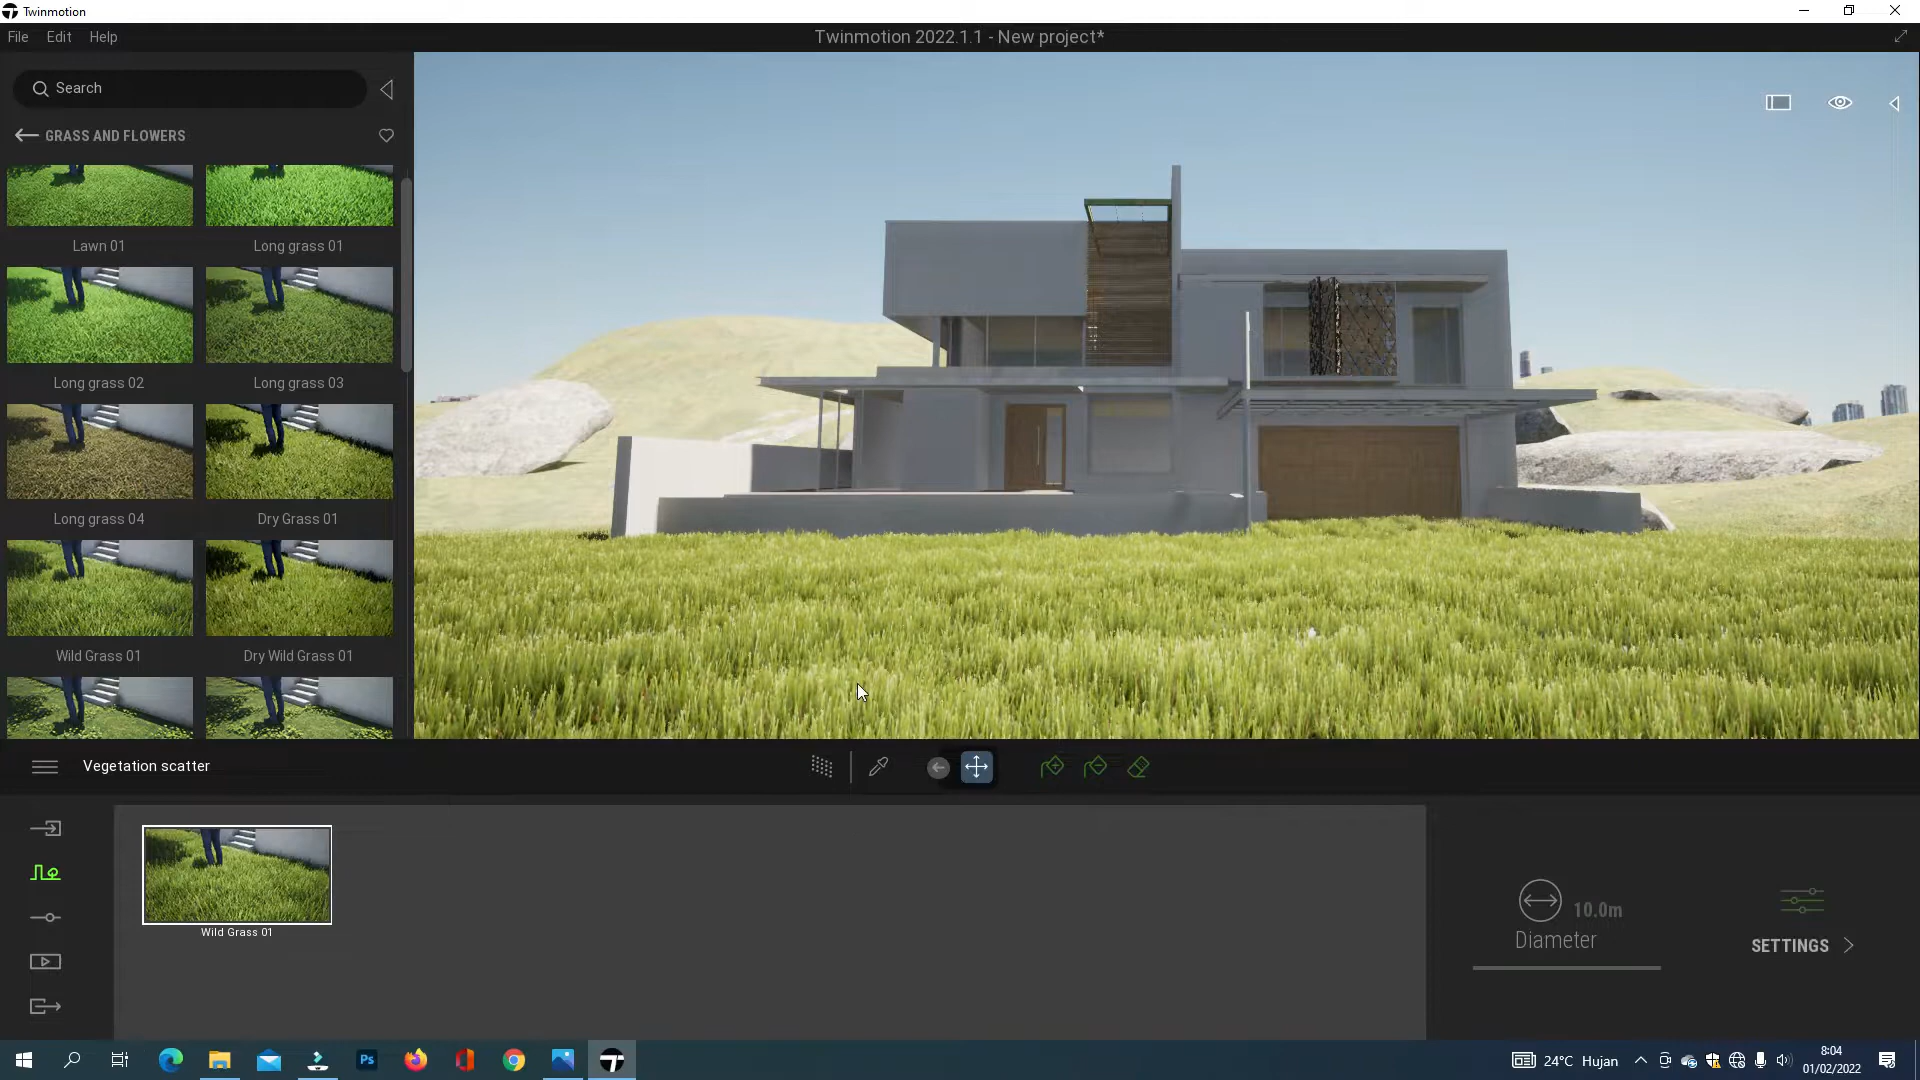 Twinmotion
File Edit Help
Twinmotion 2022.1.1 - New project*
Search
GRASS AND FLOWERS
Lawn 01
Long grass 01
Long grass 02
Long grass 03
Long grass 04
Dry Grass 01
Wild Grass 01
Dry Wild Grass 01
Vegetation scatter
Wild Grass 01
10.0m
Diameter
SETTINGS
Ps
24°C Hujan
8:04
01/02/2022